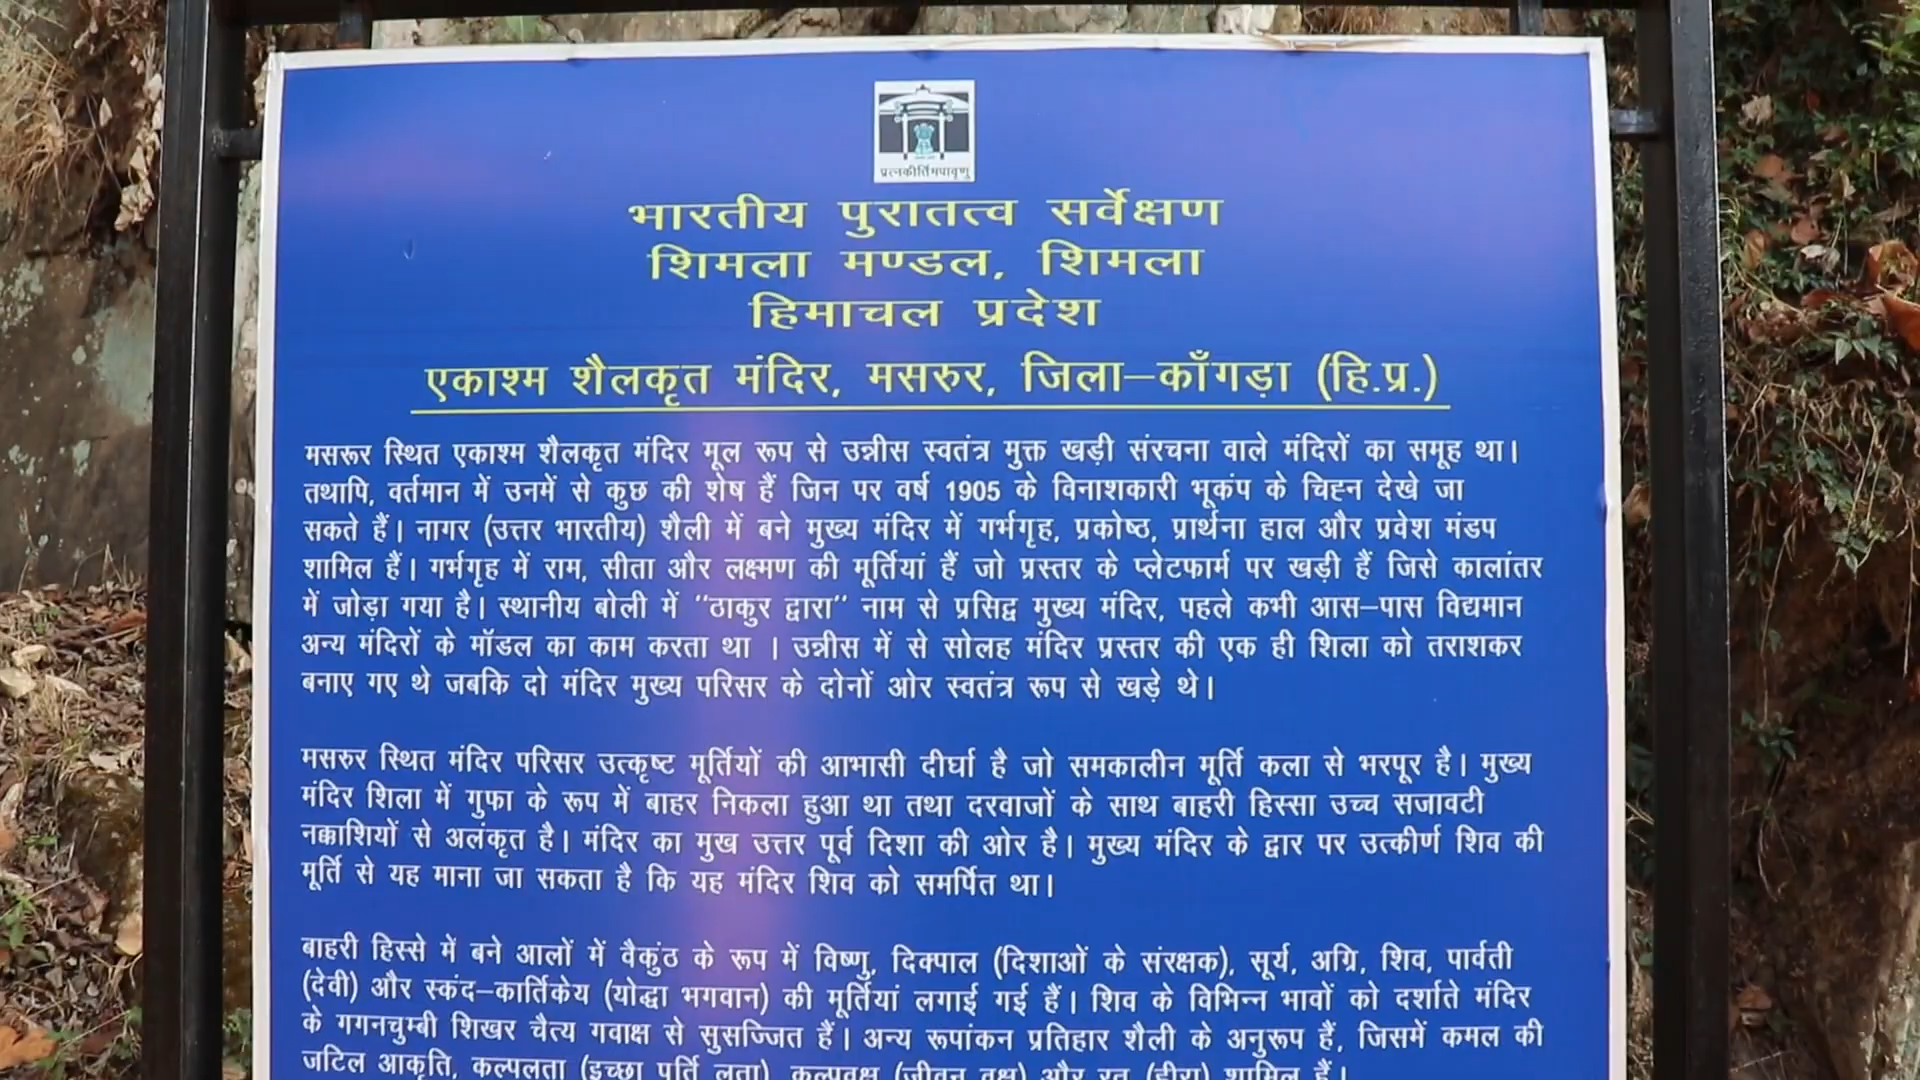 प्रत्नकीर्तिमपावृणु
भारतीय पुरातत्व सर्वेक्षण
शिमला मण्डल, शिमला
हिमाचल प्रदेश
एकाश्म शैलकृत मंदिर, मसरुर, जिला–काँगड़ा (हि.प्र.)
मसरूर स्थित एकाश्म शैलकृत मंदिर मूल रूप से उन्नीस स्वतंत्र मुक्त खड़ी संरचना वाले मंदिरों का समूह था।
तथापि, वर्तमान में उनमें से कुछ की शेष हैं जिन पर वर्ष 1905 के विनाशकारी भूकंप के चिह्न देखे जा
सकते हैं। नागर (उत्तर भारतीय) शैली में बने मुख्य मंदिर में गर्भगृह, प्रकोष्ठ, प्रार्थना हाल और प्रवेश मंडप
शामिल हैं। गर्भगृह में राम, सीता और लक्ष्मण की मूर्तियां हैं जो प्रस्तर के प्लेटफार्म पर खड़ी हैं जिसे कालांतर
में जोड़ा गया है। स्थानीय बोली में "ठाकुर द्वारा" नाम से प्रसिद्व मुख्य मंदिर, पहले कभी आस–पास विद्यमान
अन्य मंदिरों के मॉडल का काम करता था । उन्नीस में से सोलह मंदिर प्रस्तर की एक ही शिला को तराशकर
बनाए गए थे जबकि दो मंदिर मुख्य परिसर के दोनों ओर स्वतंत्र रूप से खड़े थे।
मसरुर स्थित मंदिर परिसर उत्कृष्ट मूर्तियों की आभासी दीर्घा है जो समकालीन मूर्ति कला से भरपूर है। मुख्य
मंदिर शिला में गुफा के रूप में बाहर निकला हुआ था तथा दरवाजों के साथ बाहरी हिस्सा उच्च सजावटी
नक्काशियों से अलंकृत है। मंदिर का मुख उत्तर पूर्व दिशा की ओर है। मुख्य मंदिर के द्वार पर उत्कीर्ण शिव की
मूर्ति से यह माना जा सकता है कि यह मंदिर शिव को समर्पित था।
बाहरी हिस्से में बने आलों में वैकुंठ के रूप में विष्णु, दिक्पाल (दिशाओं के संरक्षक), सूर्य, अग्रि, शिव, पार्वती
(देवी) और स्कंद–कार्तिकेय (योद्धा भगवान) की मूर्तियां लगाई गई हैं। शिव के विभिन्न भावों को दर्शाते मंदिर
के गगनचुम्बी शिखर चैत्य गवाक्ष से सुसज्जित हैं। अन्य रूपांकन प्रतिहार शैली के अनुरूप हैं, जिसमें कमल की
जटिल आकृति, कल्पलता (इच्छा पूर्ति लता), कल्पवृक्ष (जीवन वृक्ष) और रत्न (हीरा) शामिल हैं।